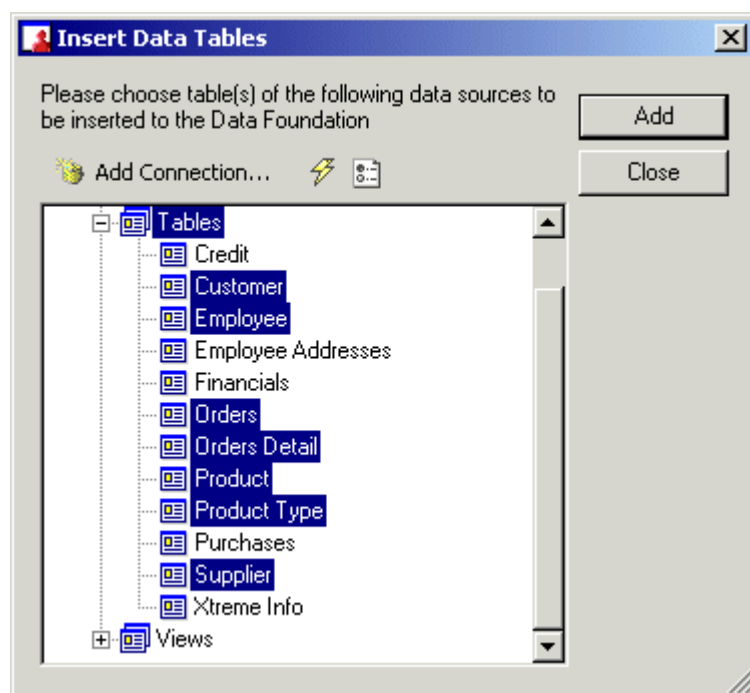 Insert Data Tables
Please choose table(s) of the following data sources to
be inserted to the Data Foundation
Add
Add Connection...
Close
Tables
Credit
Customer
Employee
Employee Addresses
Financials
Orders
Orders Detail
Product
Product Type
Purchases
Supplier
Xtreme Info
Views